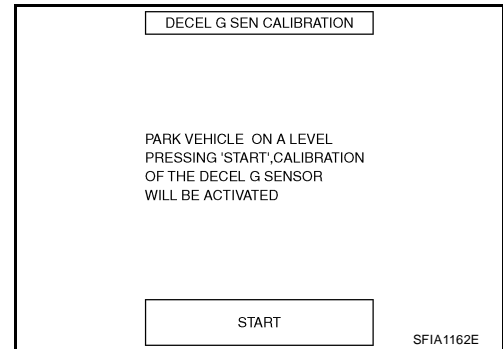 DECEL G SEN CALIBRATION
PARK VEHICLE ON A LEVEL
PRESSING 'START',CALIBRATION
OF THE DECEL G SENSOR
WILL BE ACTIVATED
START
SFIA1162E